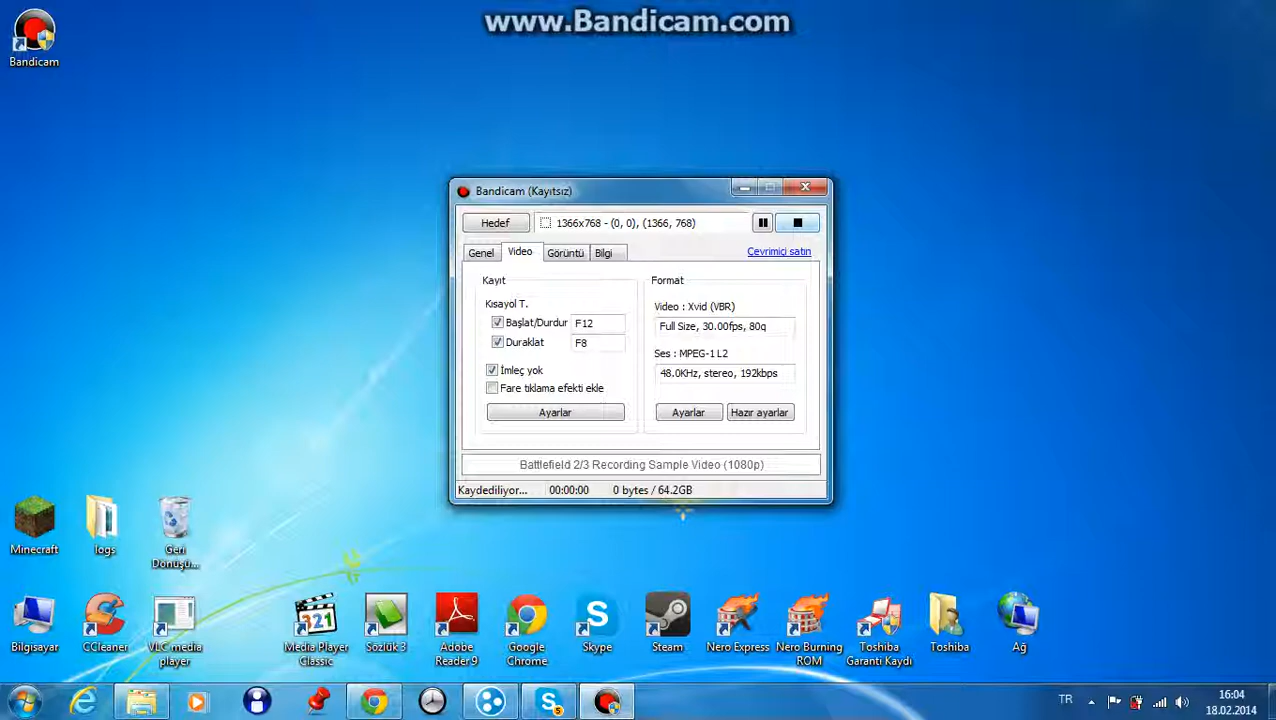 www.Bandicam.com
Bandicam
Bandicam (Kayıtsız)
Hedef
1366x768 - (0, 0), (1366, 768)
Genel
Video
Görüntü
Bilgi
Çevrimiçi satın
Kayıt
Kısayol T.
Başlat/Durdur
F12
Duraklat
F8
İmleç yok
Fare tıklama efekti ekle
Ayarlar
Format
Video : Xvid (VBR)
Full Size, 30.00fps, 80q
Ses : MPEG-1 L2
48.0KHz, stereo, 192kbps
Ayarlar
Hazır ayarlar
Battlefield 2/3 Recording Sample Video (1080p)
Kaydediliyor...
00:00:00
0 bytes / 64.2GB
Minecraft
logs
Geri
Dönüşü...
Bilgisayar
CCleaner
VLC media
player
321
Media Player
Classic
Sözlük 3
Adobe
Reader 9
Google
Chrome
Skype
Steam
Nero Express
Nero Burning
ROM
Toshiba
Garanti Kaydı
Toshiba
Ağ
TR
16:04
18.02.2014